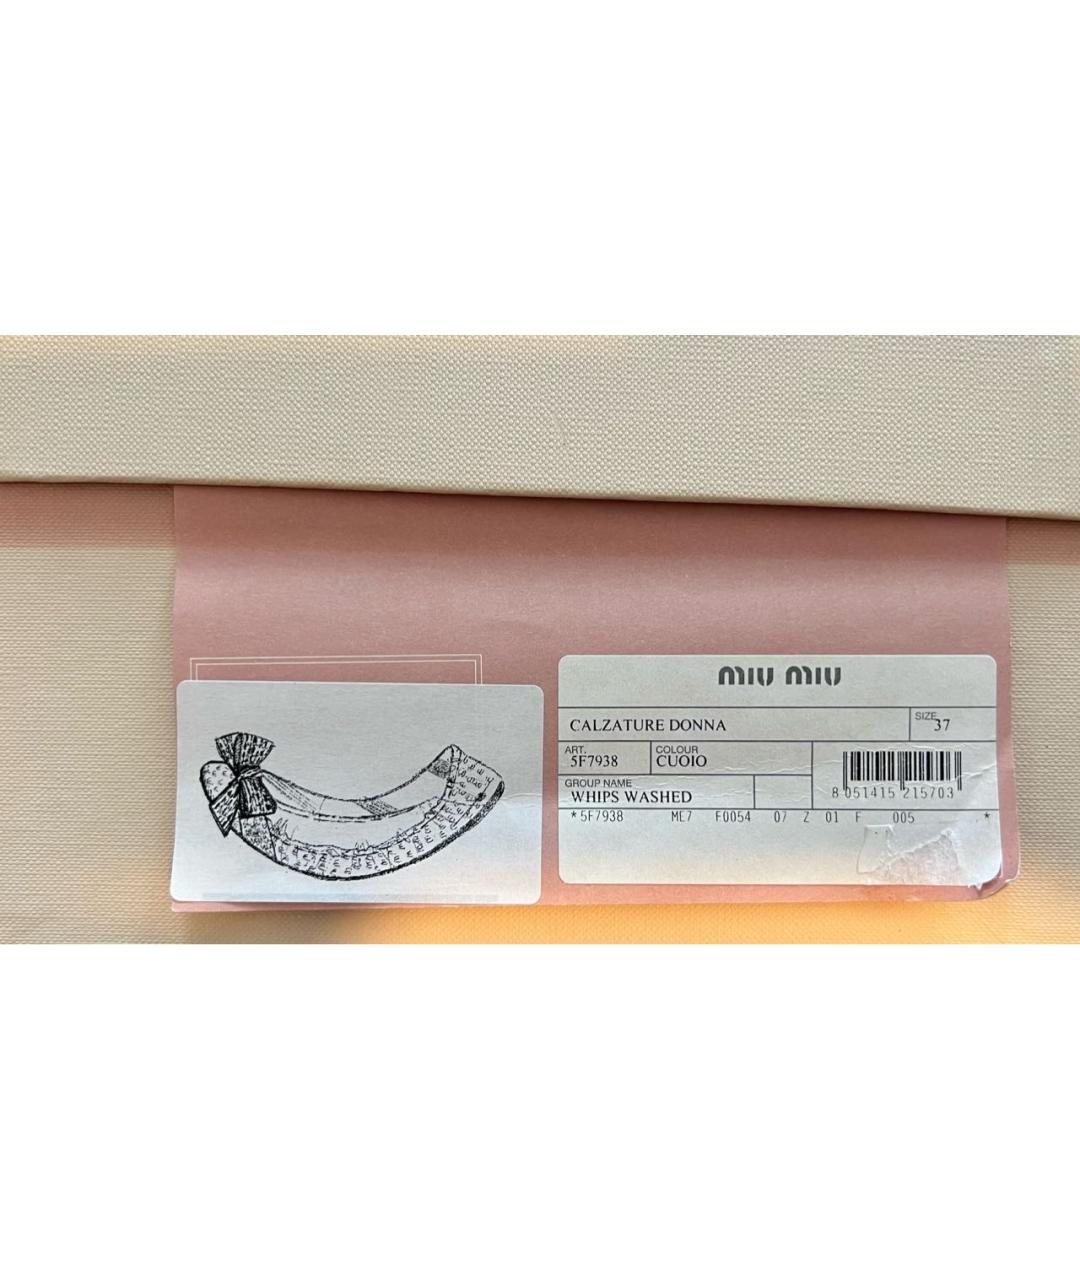 miu miu
CALZATURE DONNA
SIZE 37
ART. 5F7938
COLOUR CUOIO
GROUP NAME
WHIPS WASHED
8 051415 215703
*5F7938 ME7 F0054 07 Z 01 F 005 *